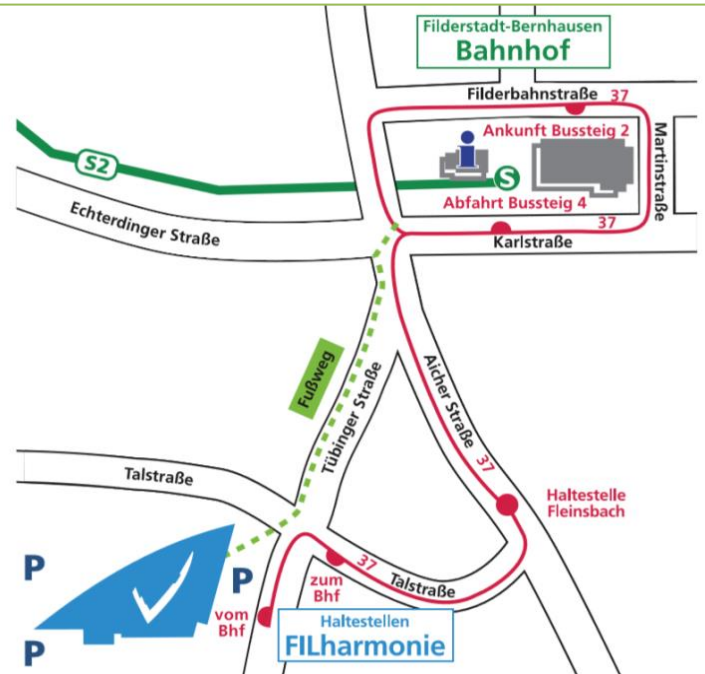 Filderstadt-Bernhausen
Bahnhof
Filderbahnstraße
37
Ankunft Bussteig 2
Martinstraße
S2
S
Abfahrt Bussteig 4
37
Echterdinger Straße
Karlstraße
Fußweg
Tübinger Straße
Aicher Straße
37
Talstraße
Haltestelle
Fleinsbach
P
P
37
Talstraße
zum
Bhf
vom
Bhf
Haltestellen
FILharmonie
P